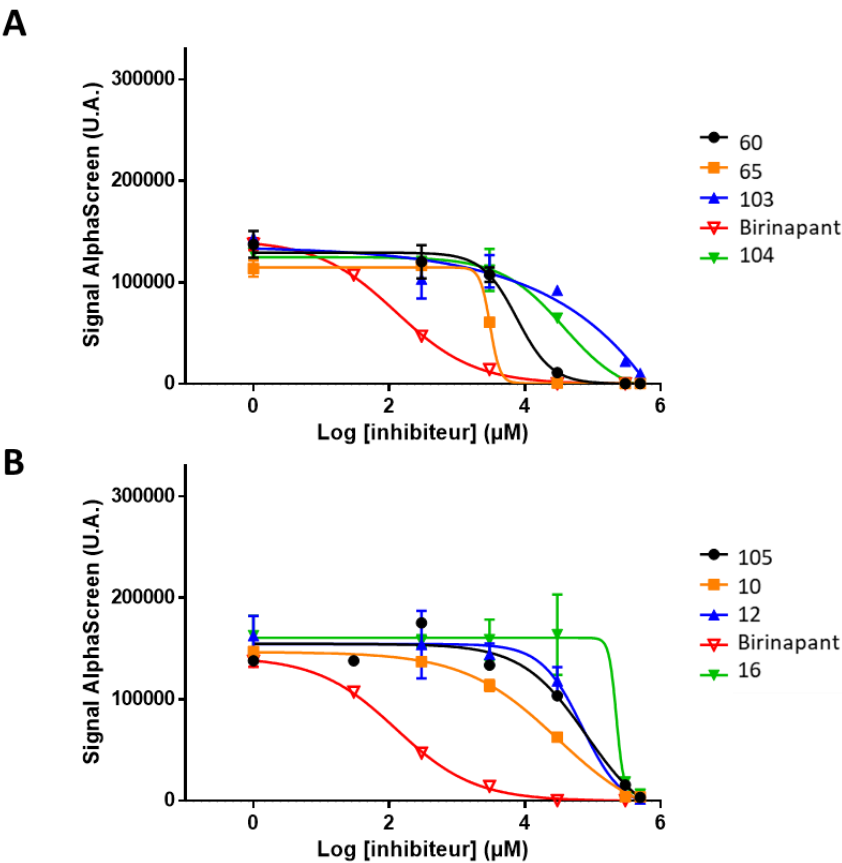 A
Signal AlphaScreen (U.A.)
300000
200000
100000
0
0 2 4 6
Log [inhibiteur] (µM)
60
65
103
Birinapant
104
B
Signal AlphaScreen (U.A.)
300000
200000
100000
0
0 2 4 6
Log [inhibiteur] (µM)
105
10
12
Birinapant
16